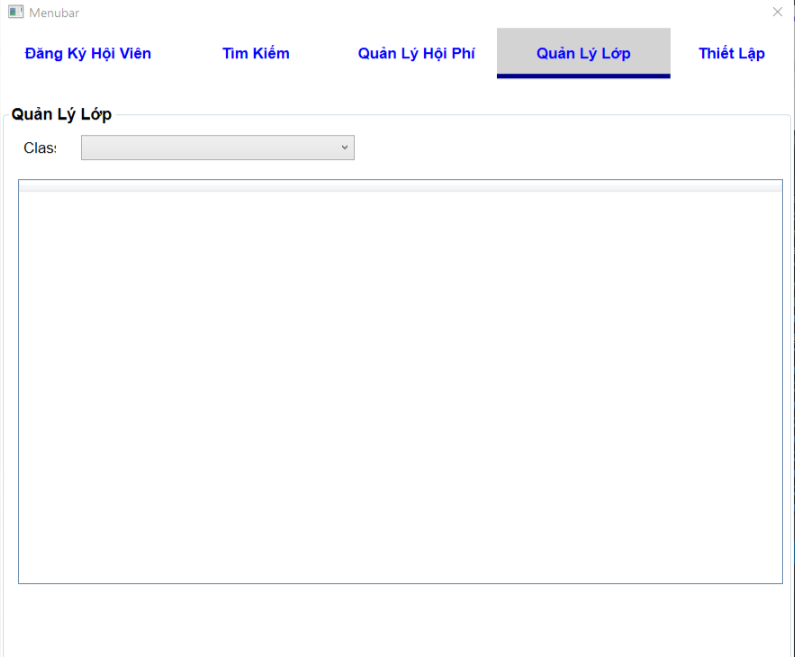 Menubar
Đăng Ký Hội Viên Tìm Kiếm Quản Lý Hội Phí Quản Lý Lớp Thiết Lập
Quản Lý Lớp